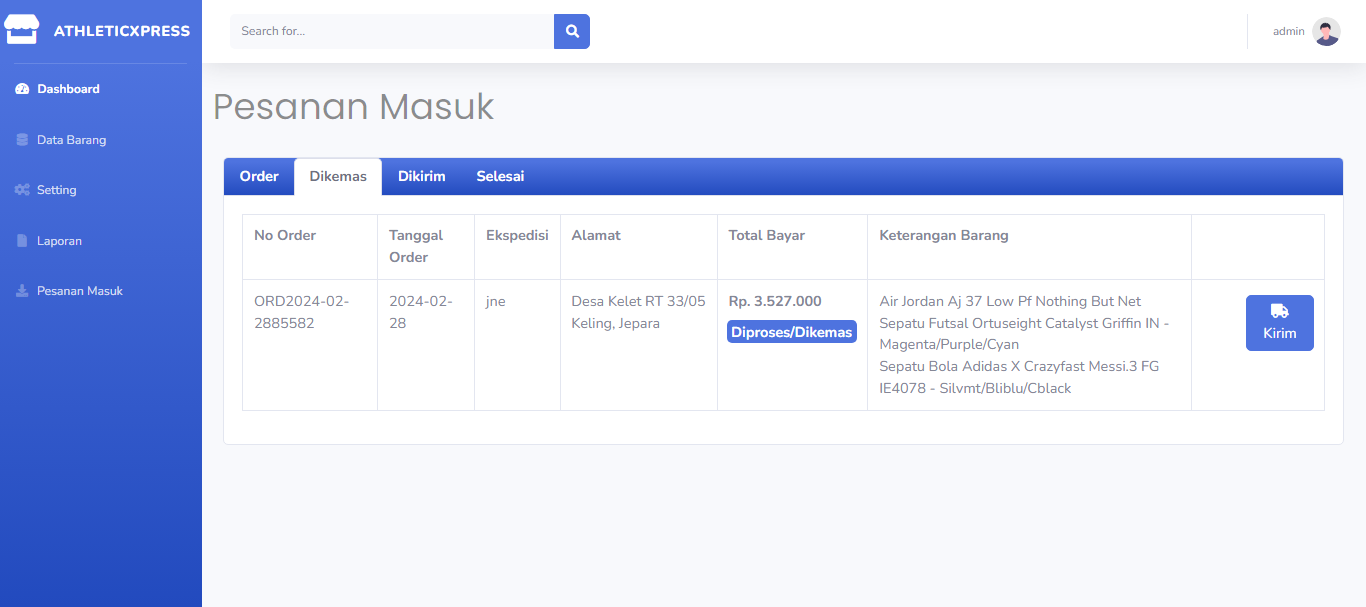 ATHLETICXPRESS
Search for...
admin
Dashboard
Data Barang
Setting
Laporan
Pesanan Masuk
Pesanan Masuk
Order
Dikemas
Dikirim
Selesai
No Order
Tanggal
Order
Ekspedisi
Alamat
Total Bayar
Keterangan Barang
ORD2024-02-
2885582
2024-02-
28
jne
Desa Kelet RT 33/05
Keling, Jepara
Rp. 3.527.000
Diproses/Dikemas
Air Jordan Aj 37 Low Pf Nothing But Net
Sepatu Futsal Ortuseight Catalyst Griffin IN -
Magenta/Purple/Cyan
Sepatu Bola Adidas X Crazyfast Messi.3 FG
IE4078 - Silvmt/Bliblu/Cblack
Kirim